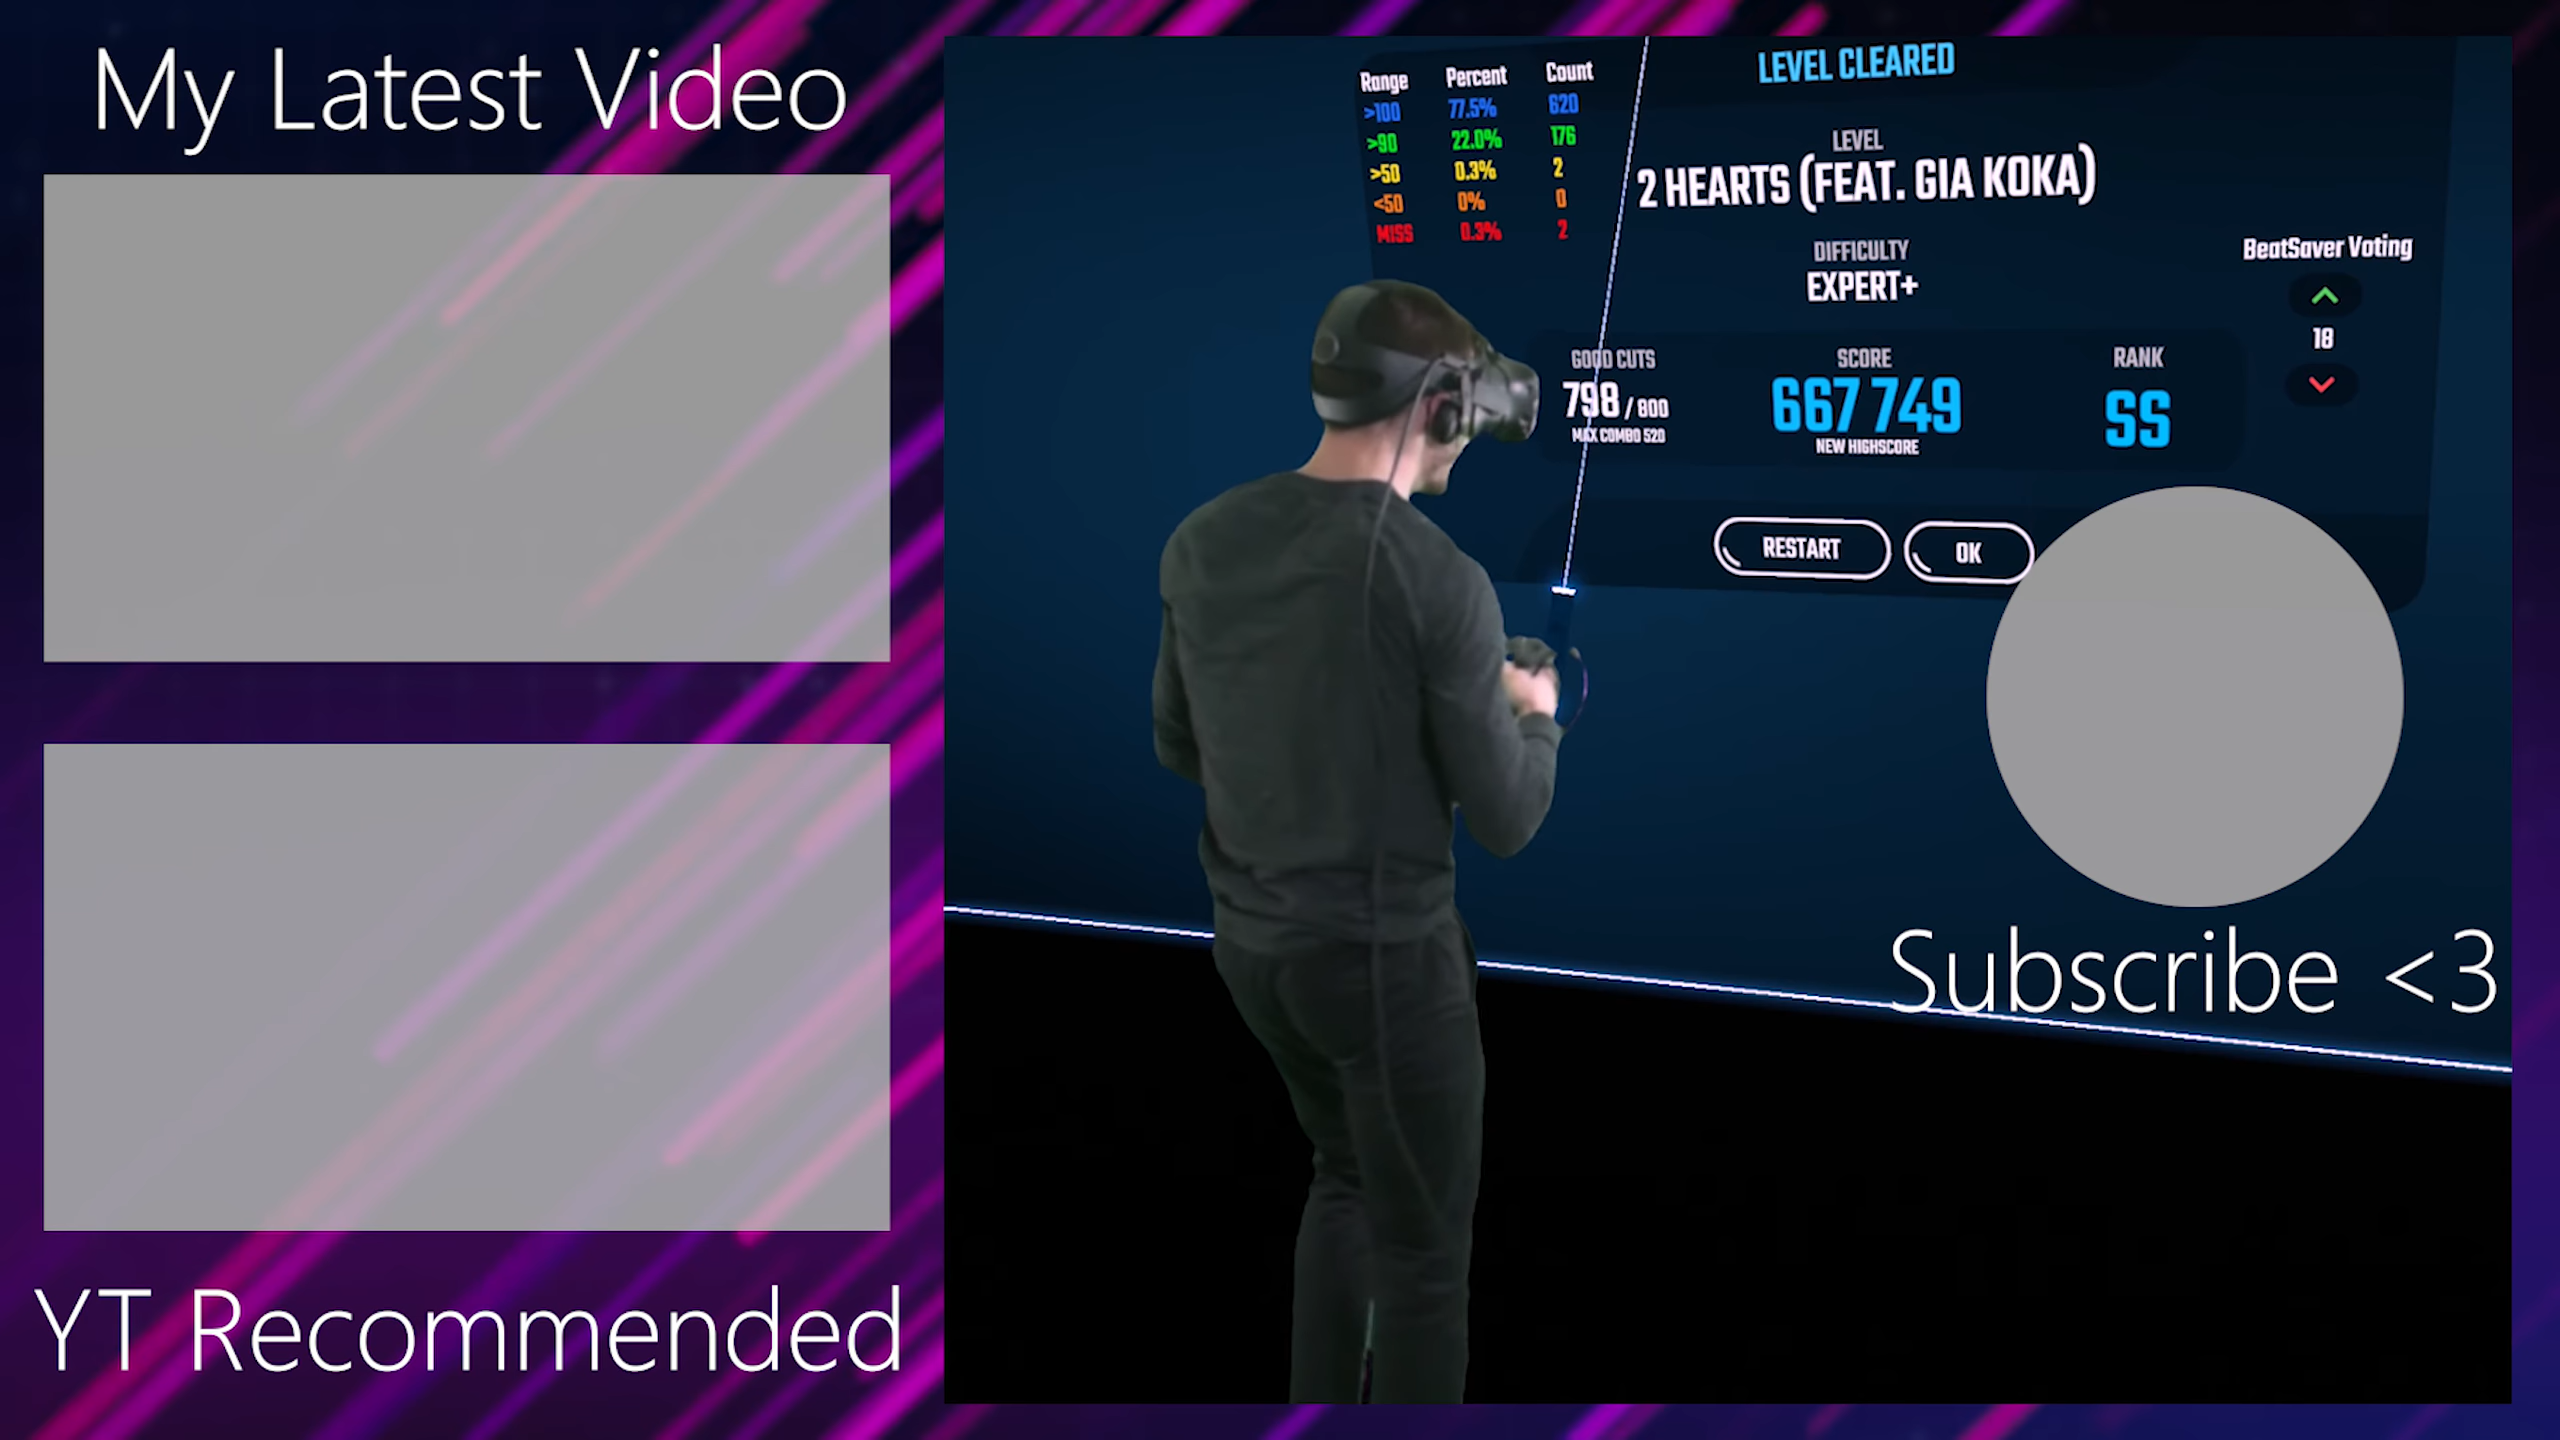 My Latest Video
YT Recommended
Range Percent Count
>100 77.5% 620
>90 22.0% 176
>50 0.3% 2
<50 0% 0
MISS 0.3% 2
LEVEL CLEARED
LEVEL
2 HEARTS (FEAT. GIA KOKA)
DIFFICULTY
EXPERT+
GOOD CUTS
798 / 800
MAX COMBO 520
SCORE
667 749
NEW HIGHSCORE
RANK
SS
BeatSaver Voting
18
RESTART
OK
Subscribe <3